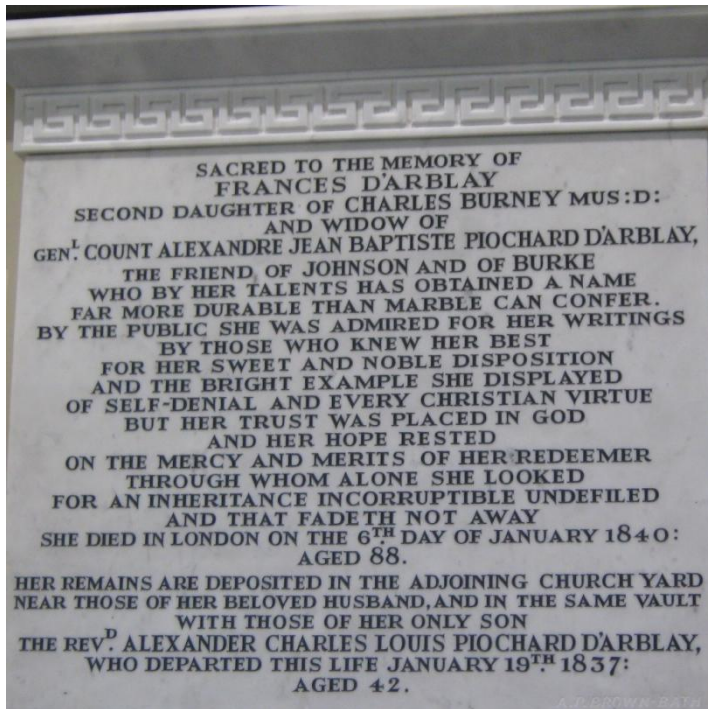 SACRED TO THE MEMORY OF
FRANCES D'ARBLAY
SECOND DAUGHTER OF CHARLES BURNEY MUS:D:
AND WIDOW OF
GENL. COUNT ALEXANDRE JEAN BAPTISTE PIOCHARD D'ARBLAY,
THE FRIEND OF JOHNSON AND OF BURKE
WHO BY HER TALENTS HAS OBTAINED A NAME
FAR MORE DURABLE THAN MARBLE CAN CONFER.
BY THE PUBLIC SHE WAS ADMIRED FOR HER WRITINGS
BY THOSE WHO KNEW HER BEST
FOR HER SWEET AND NOBLE DISPOSITION
AND THE BRIGHT EXAMPLE SHE DISPLAYED
OF SELF-DENIAL AND EVERY CHRISTIAN VIRTUE
BUT HER TRUST WAS PLACED IN GOD
AND HER HOPE RESTED
ON THE MERCY AND MERITS OF HER REDEEMER
THROUGH WHOM ALONE SHE LOOKED
FOR AN INHERITANCE INCORRUPTIBLE UNDEFILED
AND THAT FADETH NOT AWAY
SHE DIED IN LONDON ON THE 6TH. DAY OF JANUARY 1840:
AGED 88.
HER REMAINS ARE DEPOSITED IN THE ADJOINING CHURCH YARD
NEAR THOSE OF HER BELOVED HUSBAND, AND IN THE SAME VAULT
WITH THOSE OF HER ONLY SON
THE REVD. ALEXANDER CHARLES LOUIS PIOCHARD D'ARBLAY,
WHO DEPARTED THIS LIFE JANUARY 19TH. 1837:
AGED 42.
BROWN-BATH